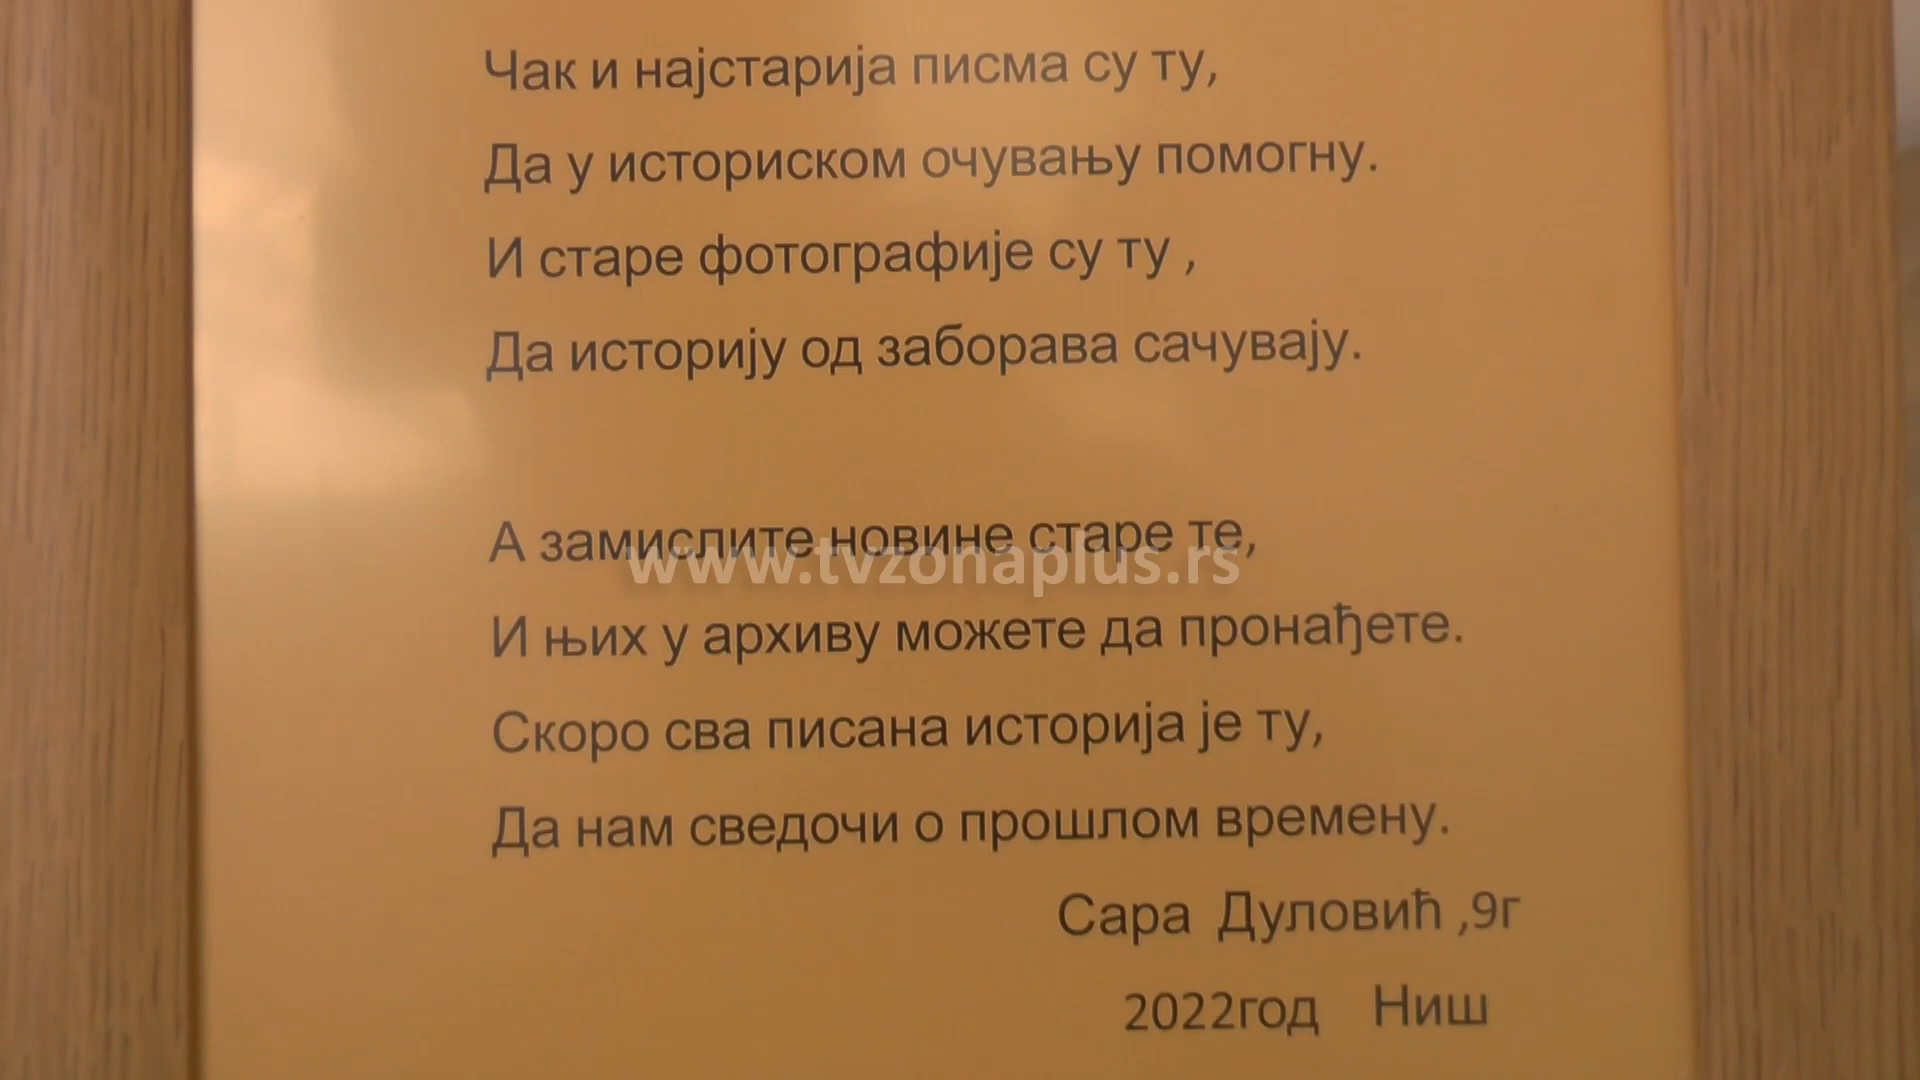 Чак и најстарија писма су ту,
Да у историском очувању помогну.
И старе фотографије су ту ,
Да историју од заборава сачувају.
А замислите новине старе те,
www.tvzonaplus.rs
И њих у архиву можете да пронађете.
Скоро сва писана историја је ту,
Да нам сведочи о прошлом времену.
Сара Дуловић ,9г
2022год Ниш